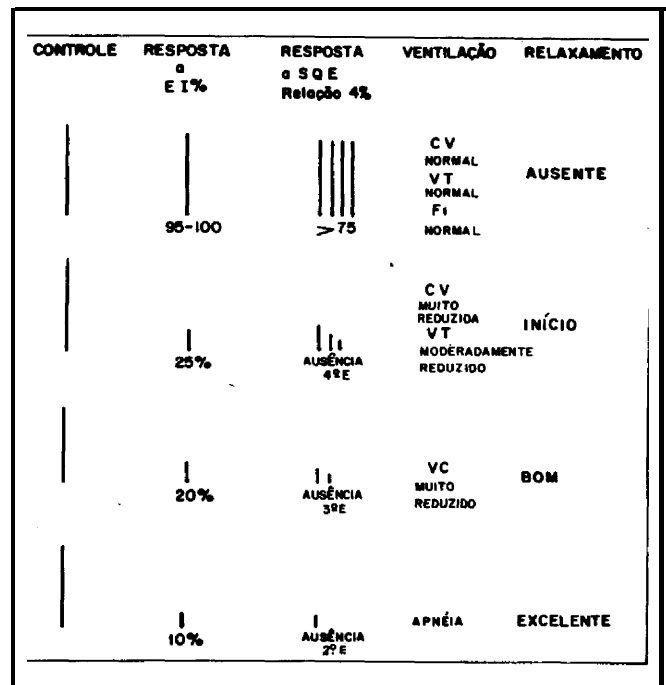 CONTROLE RESPOSTA RESPOSTA VENTILAÇÃO RELAXAMENTO
a a SQE
EI% Relação 4%
CV
NORMAL
VT AUSENTE
NORMAL
Fi
95-100 >75 NORMAL
CV
MUITO
REDUZIDA INÍCIO
VT
25% AUSÊNCIA MODERADAMENTE
4ºE REDUZIDO
VC BOM
20% AUSÊNCIA MUITO
3ºE REDUZIDO
APNÉIA EXCELENTE
10% AUSÊNCIA
2ºE